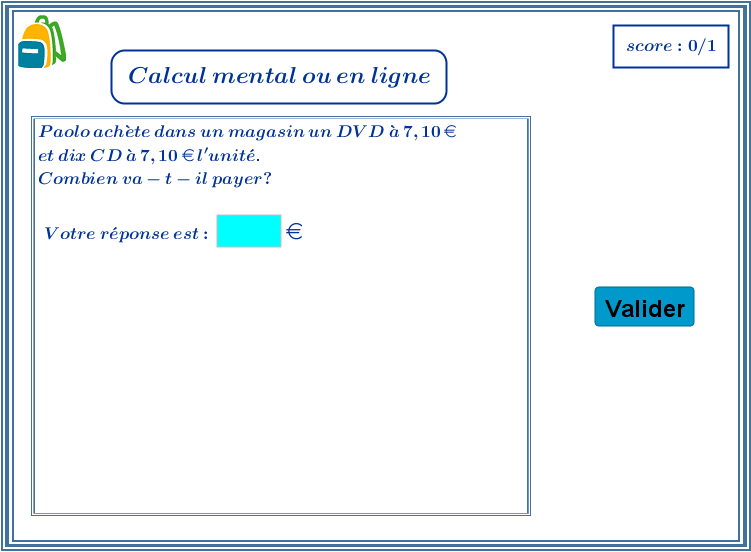 score : 0/1
Calcul mental ou en ligne
Paolo achète dans un magasin un DVD à 7, 10 €
et dix CD à 7, 10 € l'unité.
Combien va – t – il payer ?
Votre réponse est : €
Valider